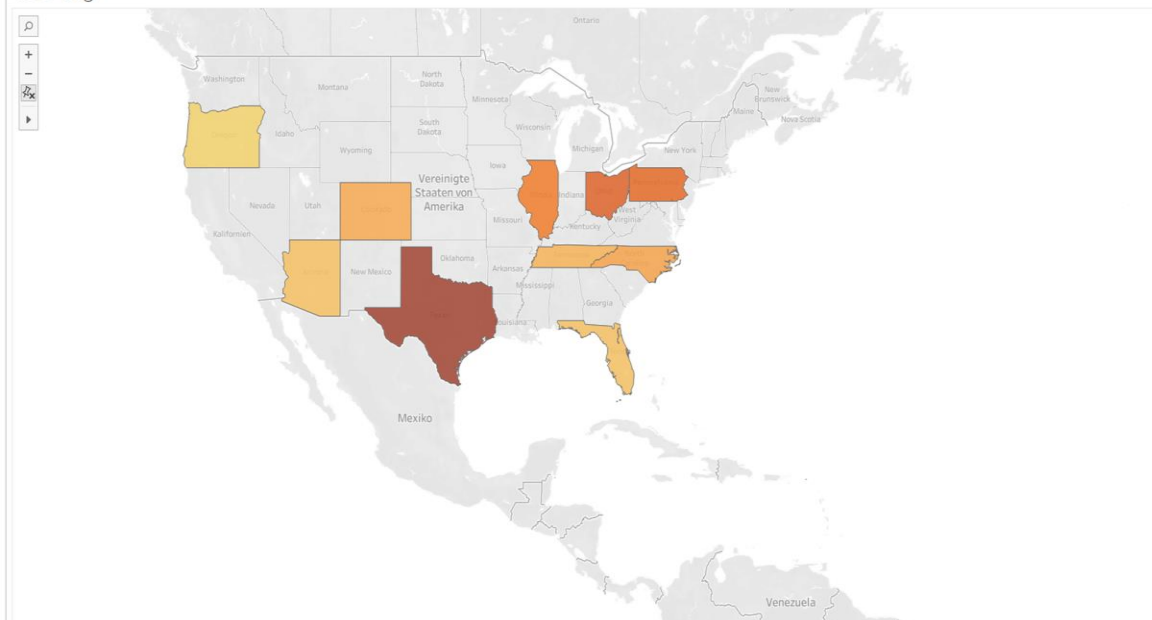 Ontario
Washington
North
Dakota
Montana
Minnesota
New
Brunswick
Maine
Nova Scotia
South
Dakota
Wisconsin
Idaho
Wyoming
Michigan
New York
Iowa
Vereinigte
Staaten von
Amerika
Nevada
Utah
Indiana
Missouri
West
Virginia
Kentucky
Kalifornien
New Mexico
Oklahoma
Arkansas
Mississippi
Georgia
Mexiko
Venezuela